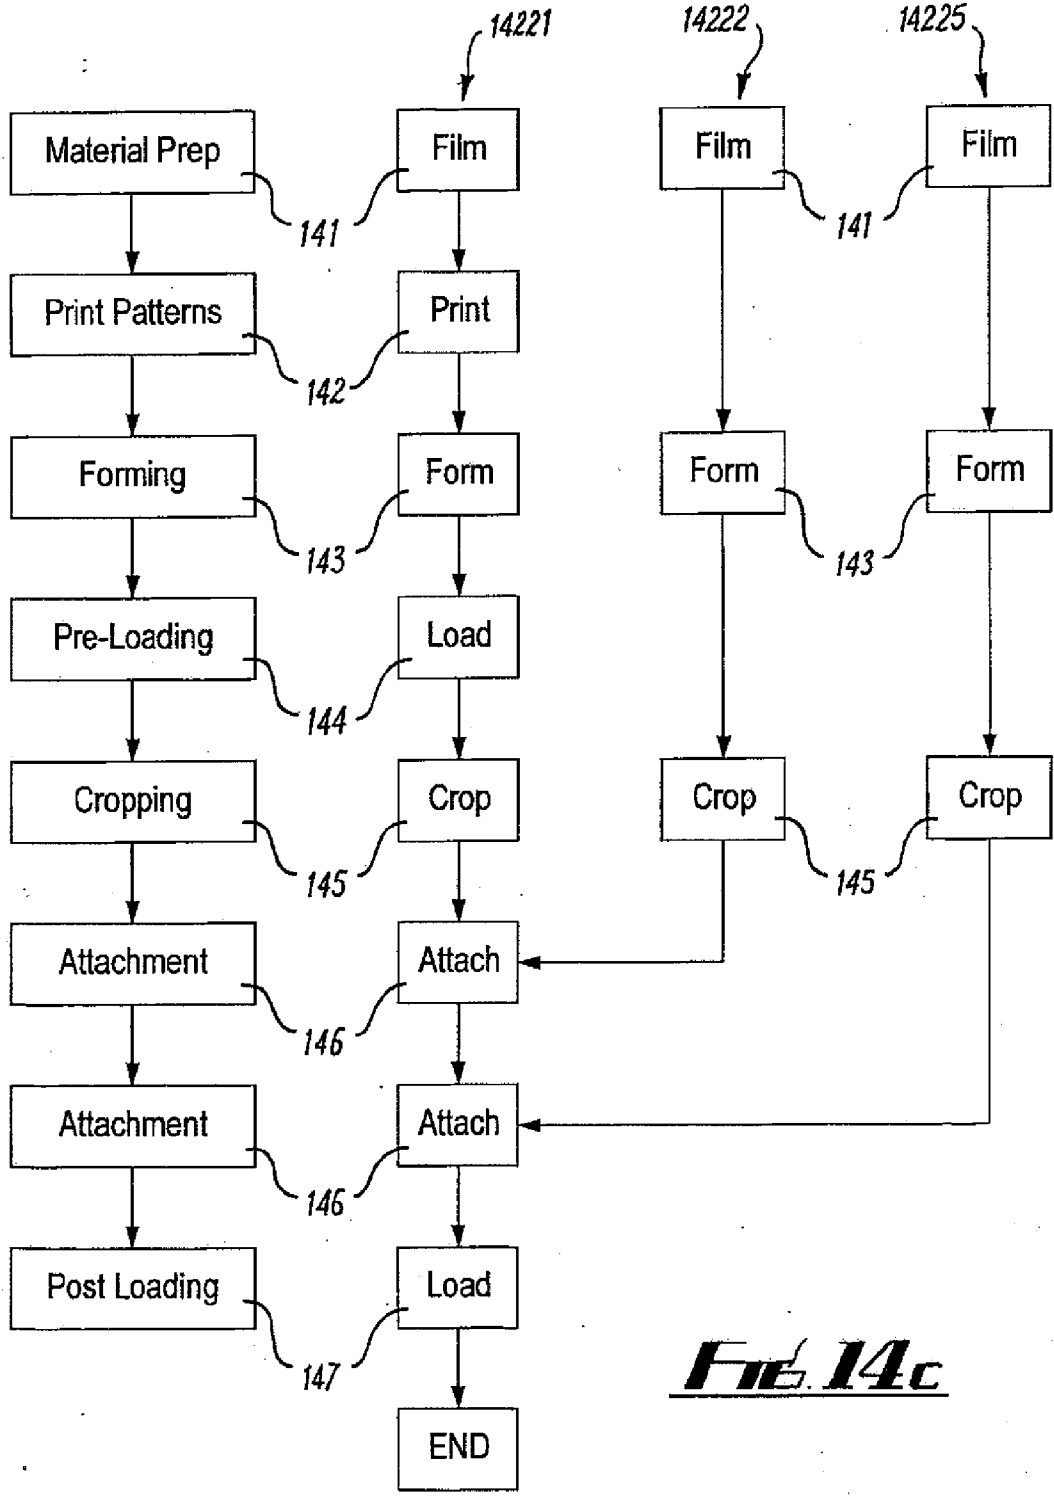 14221 14222 14225
Material Prep Film Film Film
141 141
Print Patterns Print
142
Forming Form Form Form
143 143
Pre-Loading Load
144
Cropping Crop Crop Crop
145 145
Attachment Attach
146
Attachment Attach
146
Post Loading Load
147
FIG. 14c
END